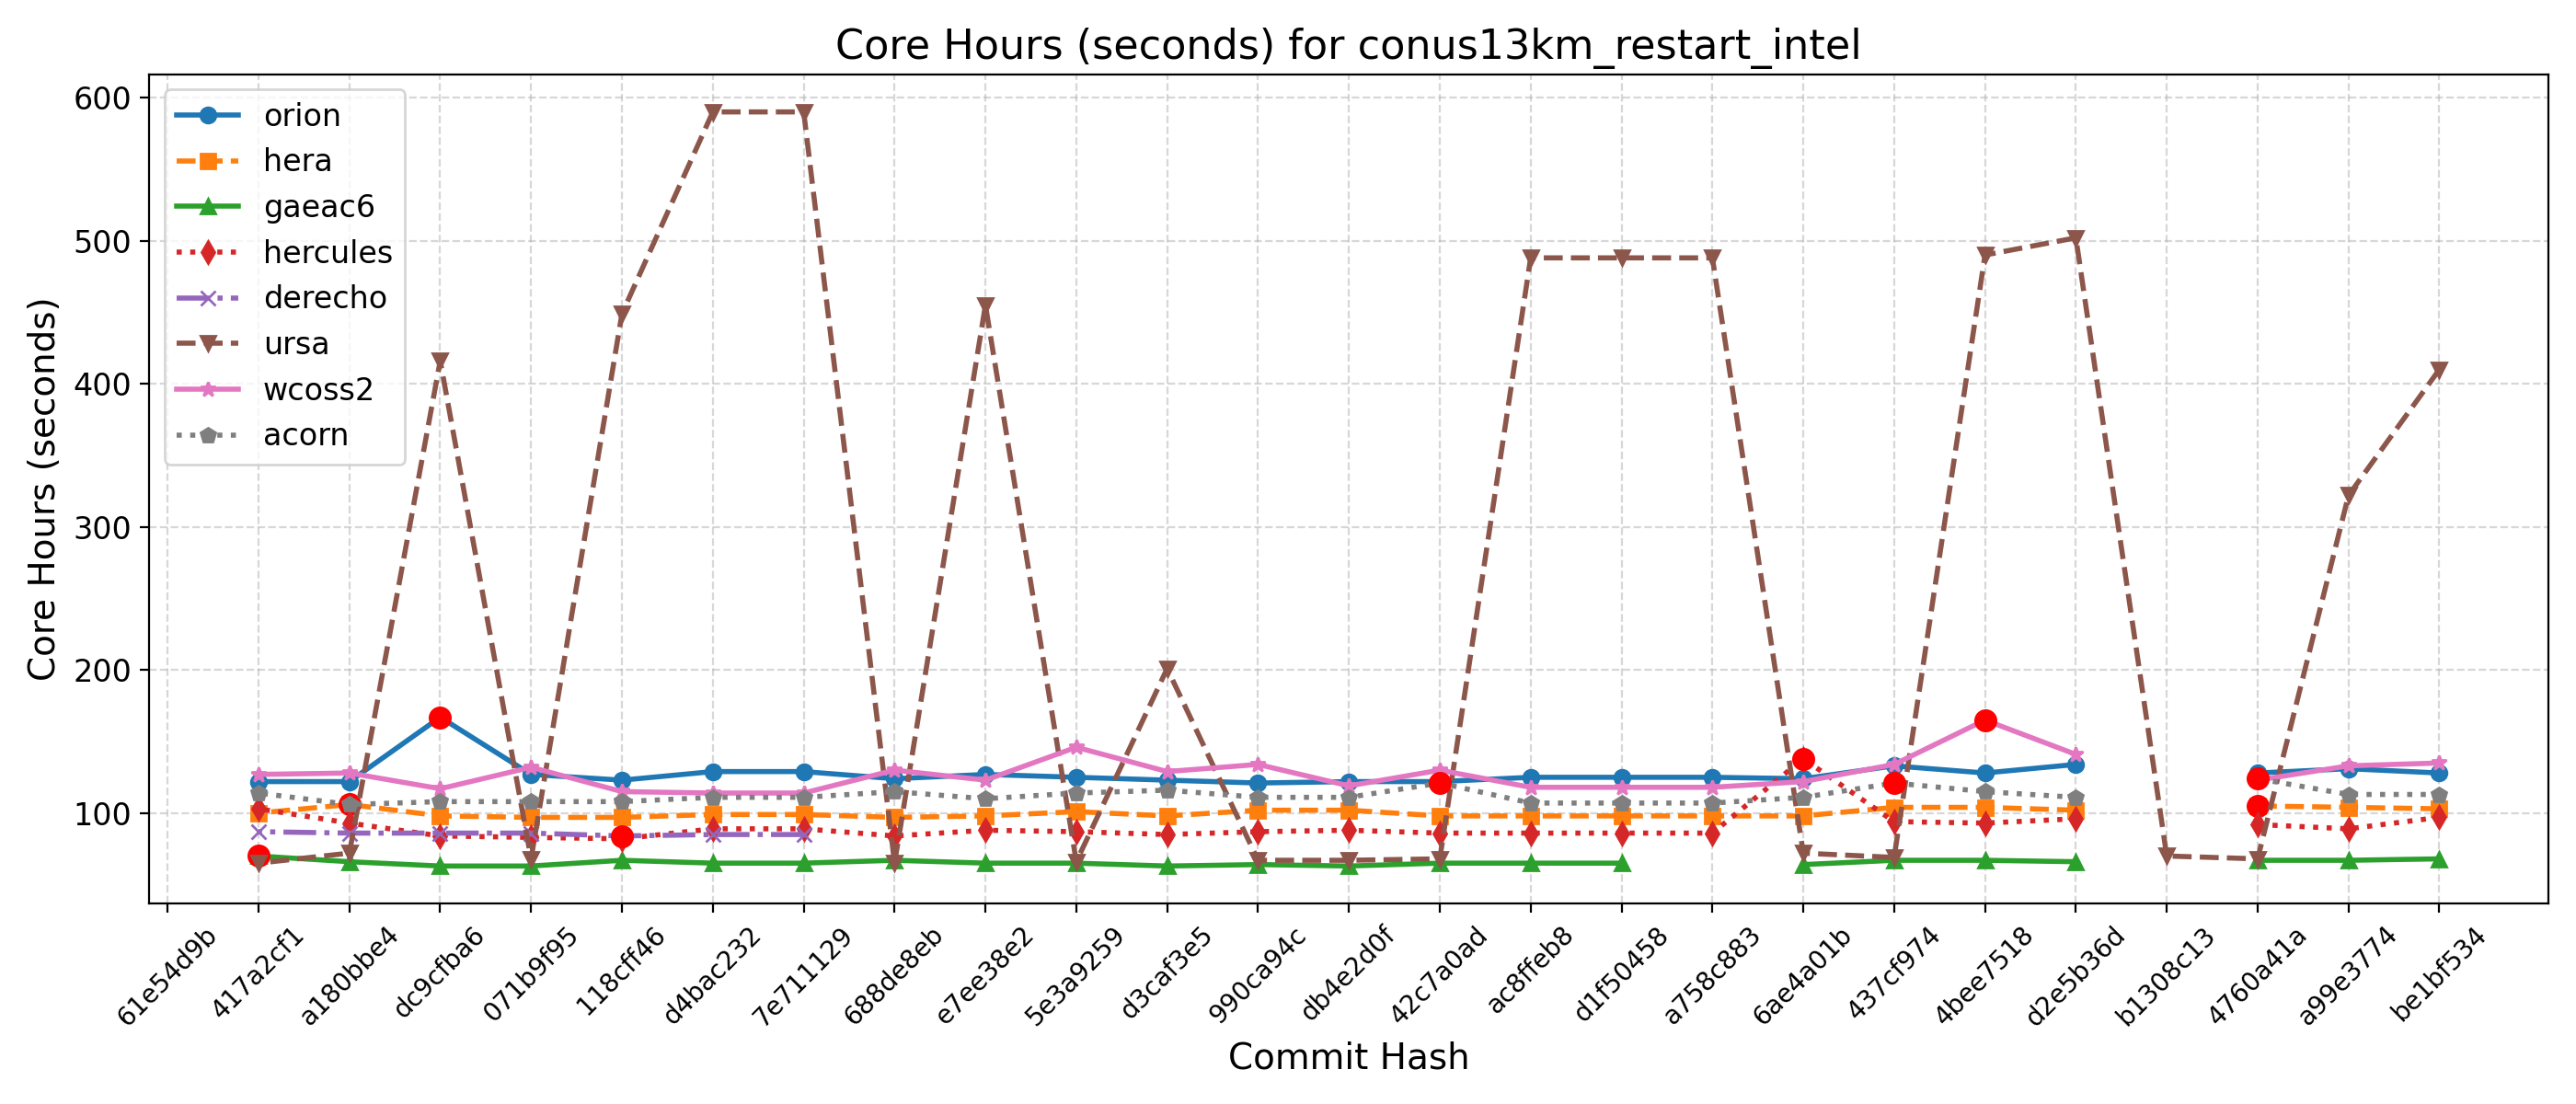 Core Hours (seconds) for conus13km_restart_intel
Core Hours (seconds)
600
500
400
300
200
100
orion
hera
gaeac6
hercules
derecho
ursa
wcoss2
acorn
61e54d9b
417a2cf1
a180bbe4
dc9cfba6
071b9f95
118cff46
d4bac232
7e711129
688de8eb
e7ee38e2
5e3a9259
d3caf3e5
990ca94c
db4e2d0f
42c7a0ad
ac8ffeb8
d1f50458
a758c883
6ae4a01b
437cf974
4bee7518
d2e5b36d
b1308c13
4760a41a
a99e3774
be1bf534
Commit Hash